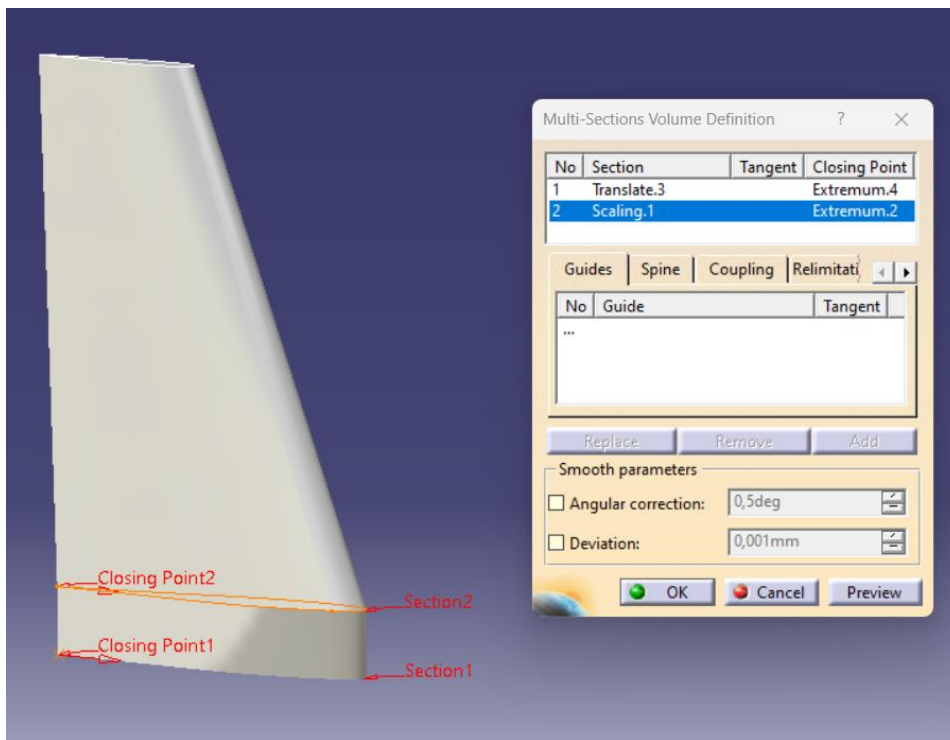 Multi-Sections Volume Definition ? ×
No Section Tangent Closing Point
1 Translate.3 Extremum.4
2 Scaling.1 Extremum.2
Guides Spine Coupling Relimitati
No Guide Tangent
...
Replace Remove Add
Smooth parameters
Angular correction: 0,5deg
Deviation: 0,001mm
OK Cancel Preview
Closing Point2
Section2
Closing Point1
Section1